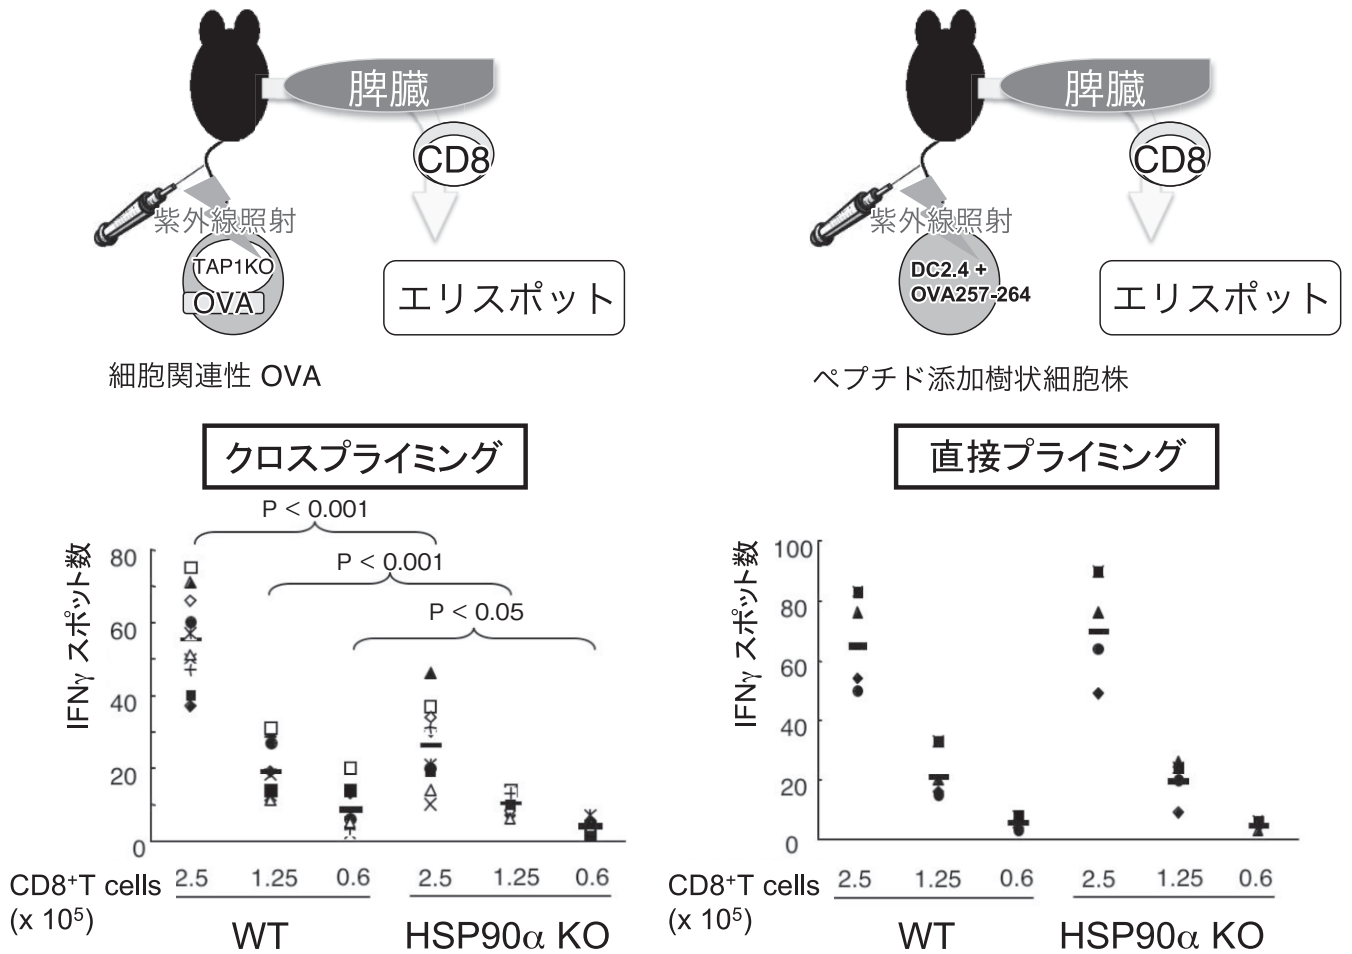 脾臓
CD8
紫外線照射
TAP1KO
OVA
エリスポット
細胞関連性 OVA
クロスプライミング
P < 0.001
P < 0.001
P < 0.05
IFNγ スポット数
80
60
40
20
0
CD8⁺T cells
(x 10⁵)
2.5 1.25 0.6 2.5 1.25 0.6
WT HSP90α KO
脾臓
CD8
紫外線照射
DC2.4 +
OVA257-264
エリスポット
ペプチド添加樹状細胞株
直接プライミング
IFNγ スポット数
100
80
60
40
20
0
CD8⁺T cells
(x 10⁵)
2.5 1.25 0.6 2.5 1.25 0.6
WT HSP90α KO